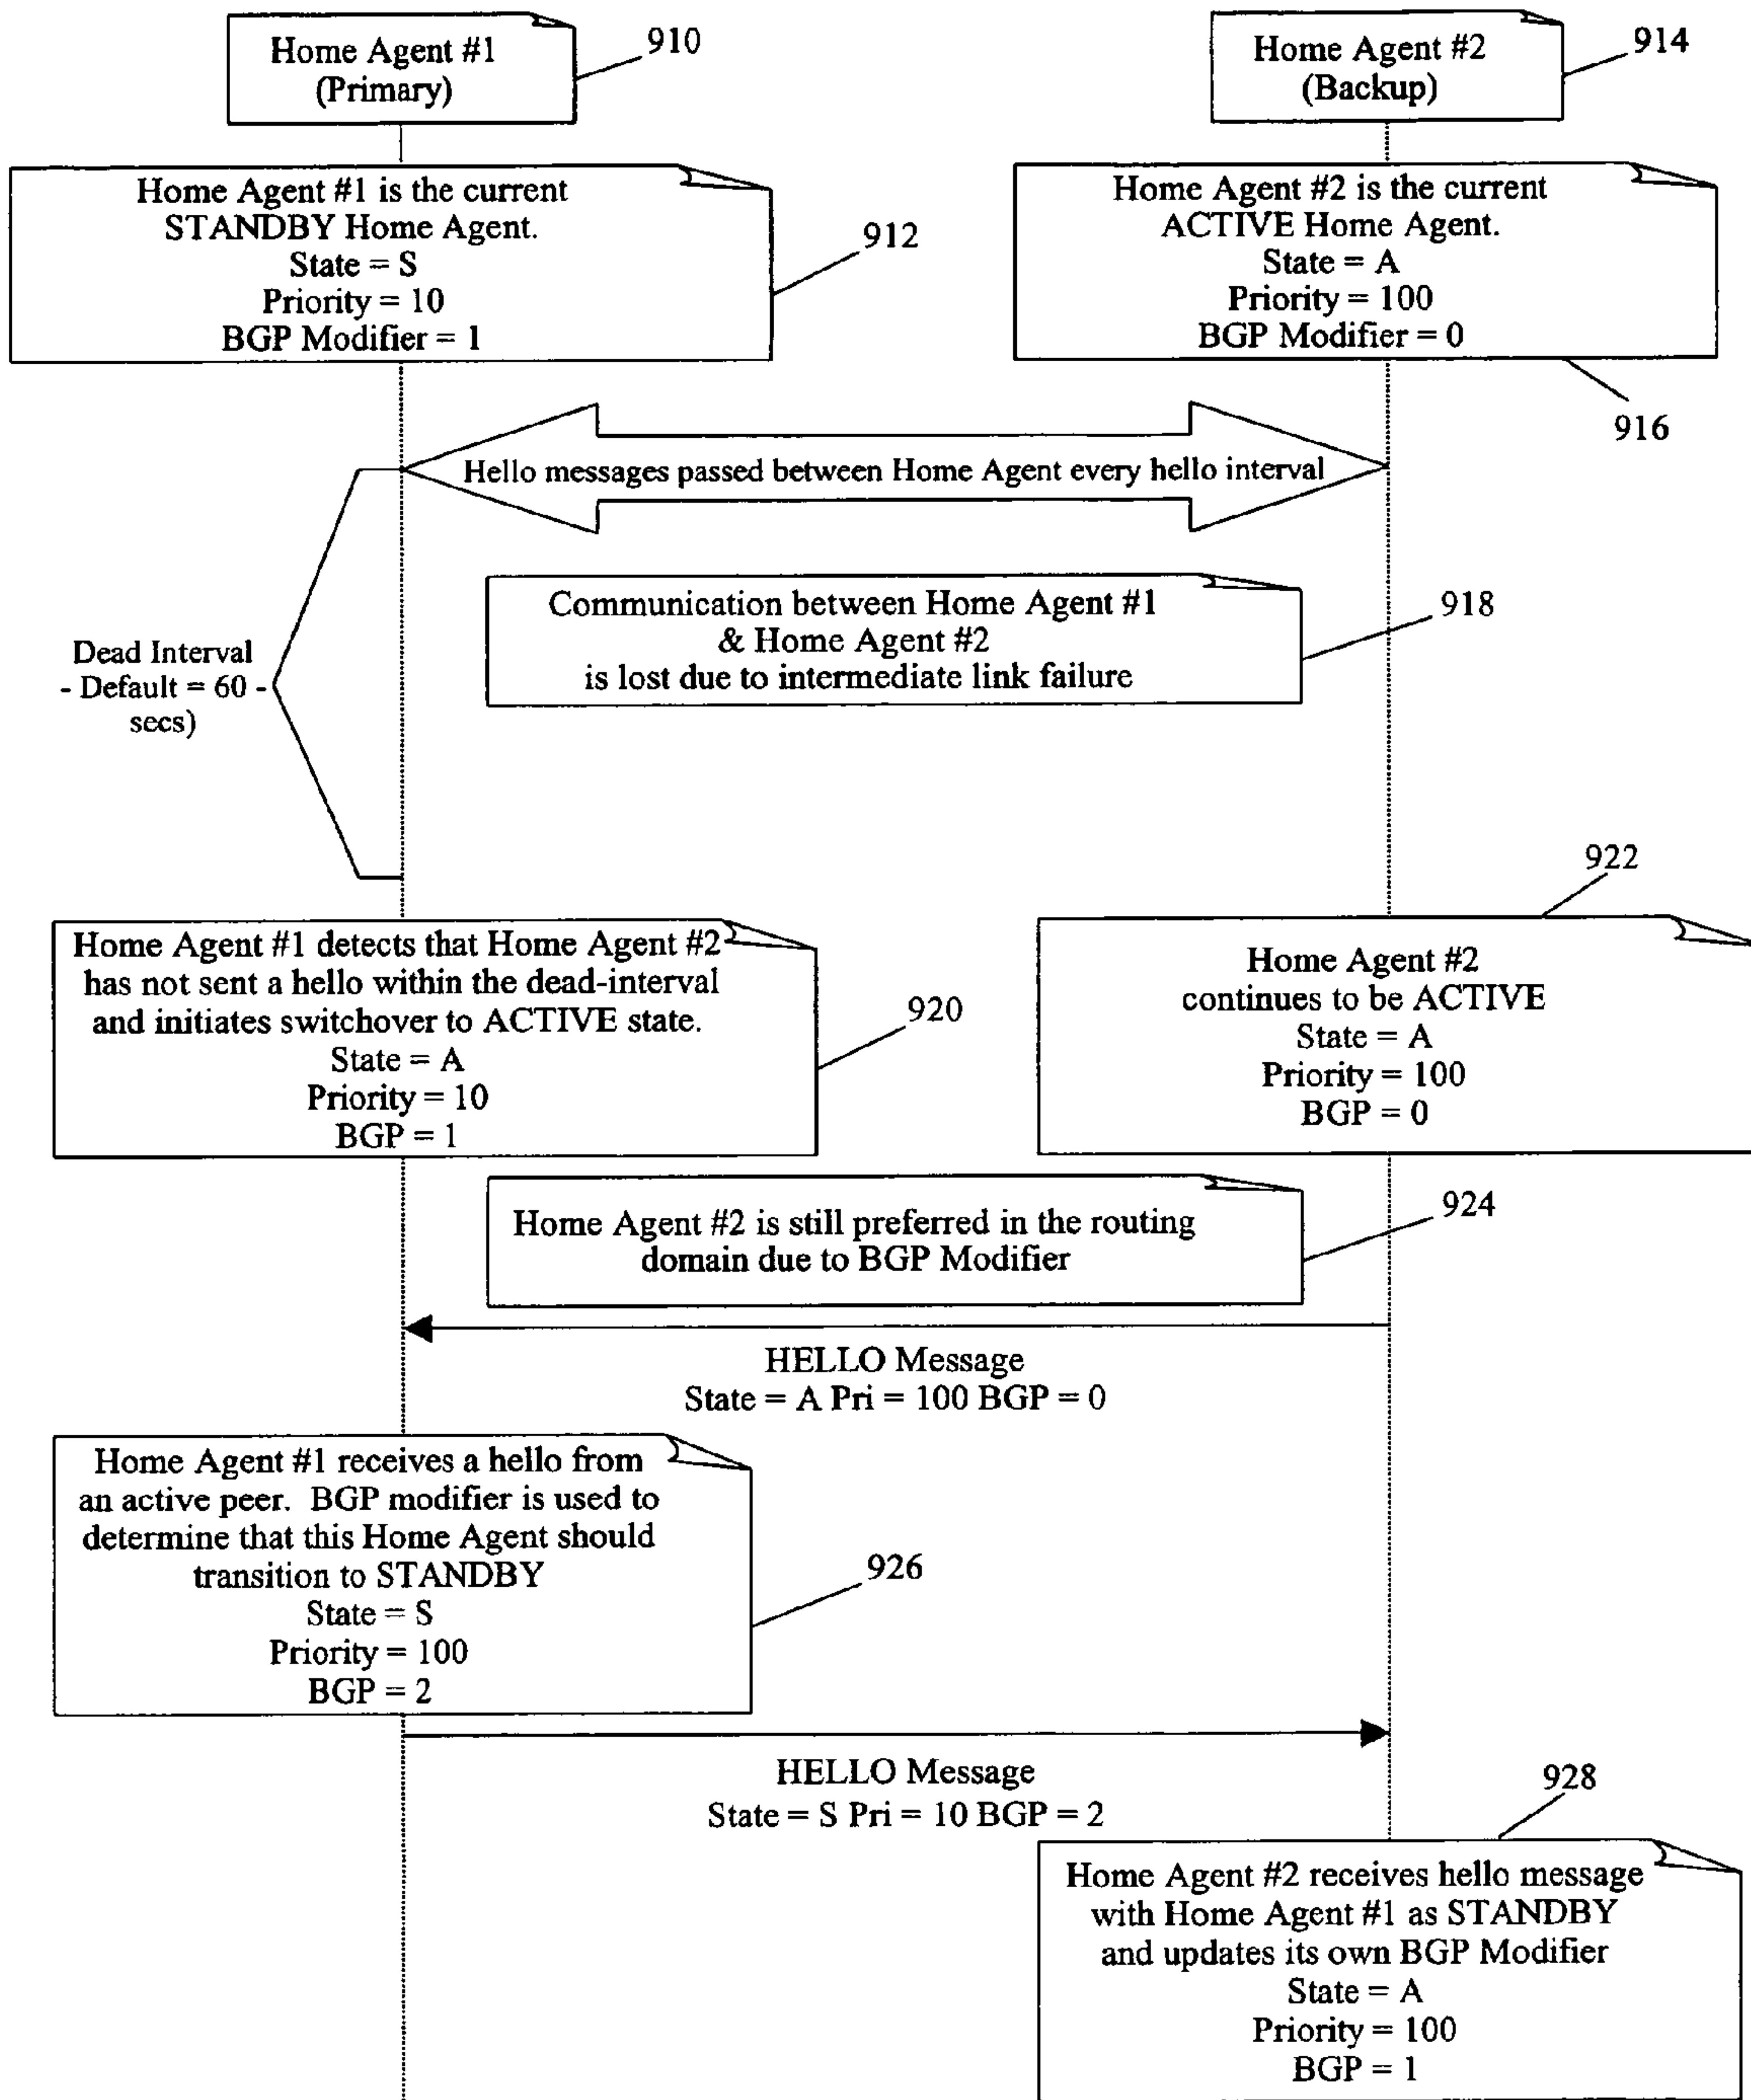 Home Agent #1
(Primary)
910
Home Agent #2
(Backup)
914
Home Agent #1 is the current
STANDBY Home Agent.
State = S
Priority = 10
BGP Modifier = 1
912
Home Agent #2 is the current
ACTIVE Home Agent.
State = A
Priority = 100
BGP Modifier = 0
916
Hello messages passed between Home Agent every hello interval
Communication between Home Agent #1
& Home Agent #2
is lost due to intermediate link failure
918
Dead Interval
- Default = 60 -
secs)
922
Home Agent #1 detects that Home Agent #2
has not sent a hello within the dead-interval
and initiates switchover to ACTIVE state.
State = A
Priority = 10
BGP = 1
920
Home Agent #2
continues to be ACTIVE
State = A
Priority = 100
BGP = 0
Home Agent #2 is still preferred in the routing
domain due to BGP Modifier
924
HELLO Message
State = A Pri = 100 BGP = 0
Home Agent #1 receives a hello from
an active peer. BGP modifier is used to
determine that this Home Agent should
transition to STANDBY
State = S
Priority = 100
BGP = 2
926
HELLO Message
State = S Pri = 10 BGP = 2
928
Home Agent #2 receives hello message
with Home Agent #1 as STANDBY
and updates its own BGP Modifier
State = A
Priority = 100
BGP = 1